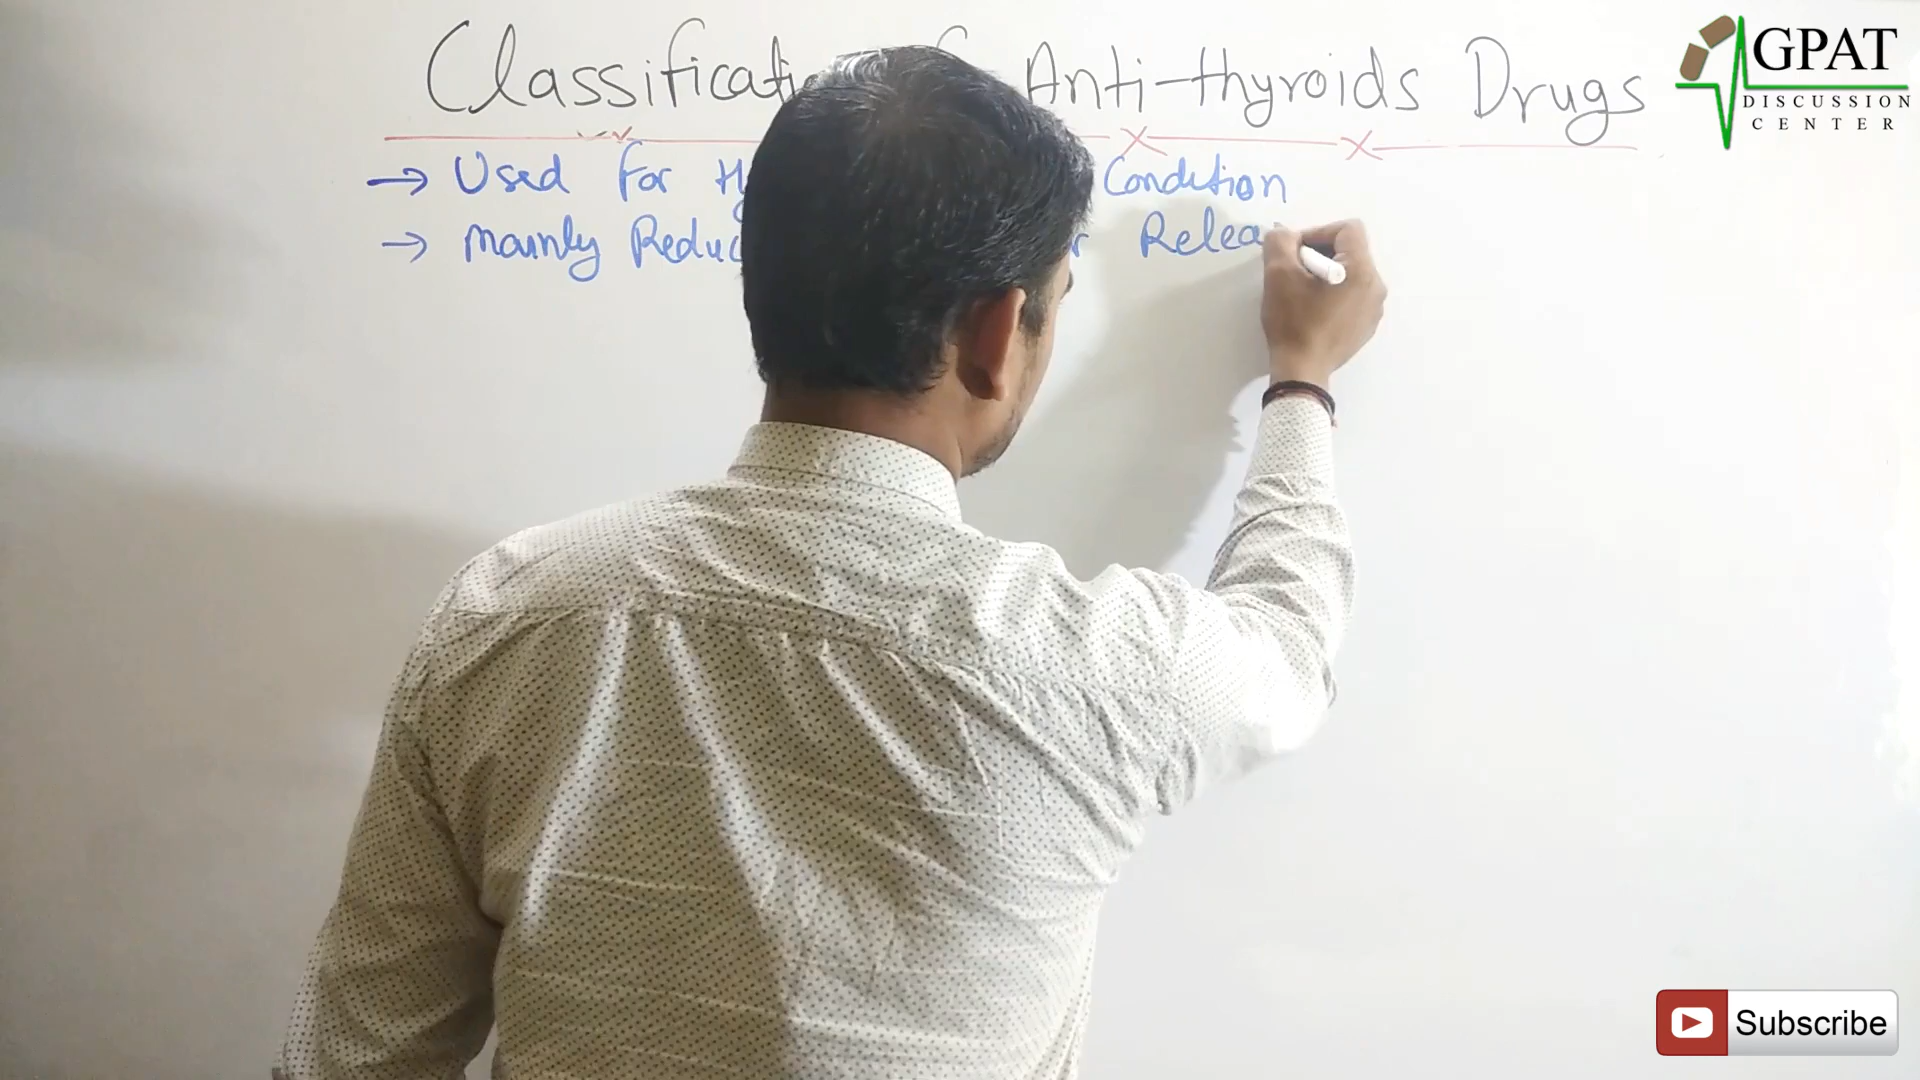 Classificati Anti-thyroids Drugs
→ Used for Condition
→ Mainly Reduc Relea
GPAT
DISCUSSION
CENTER
Subscribe